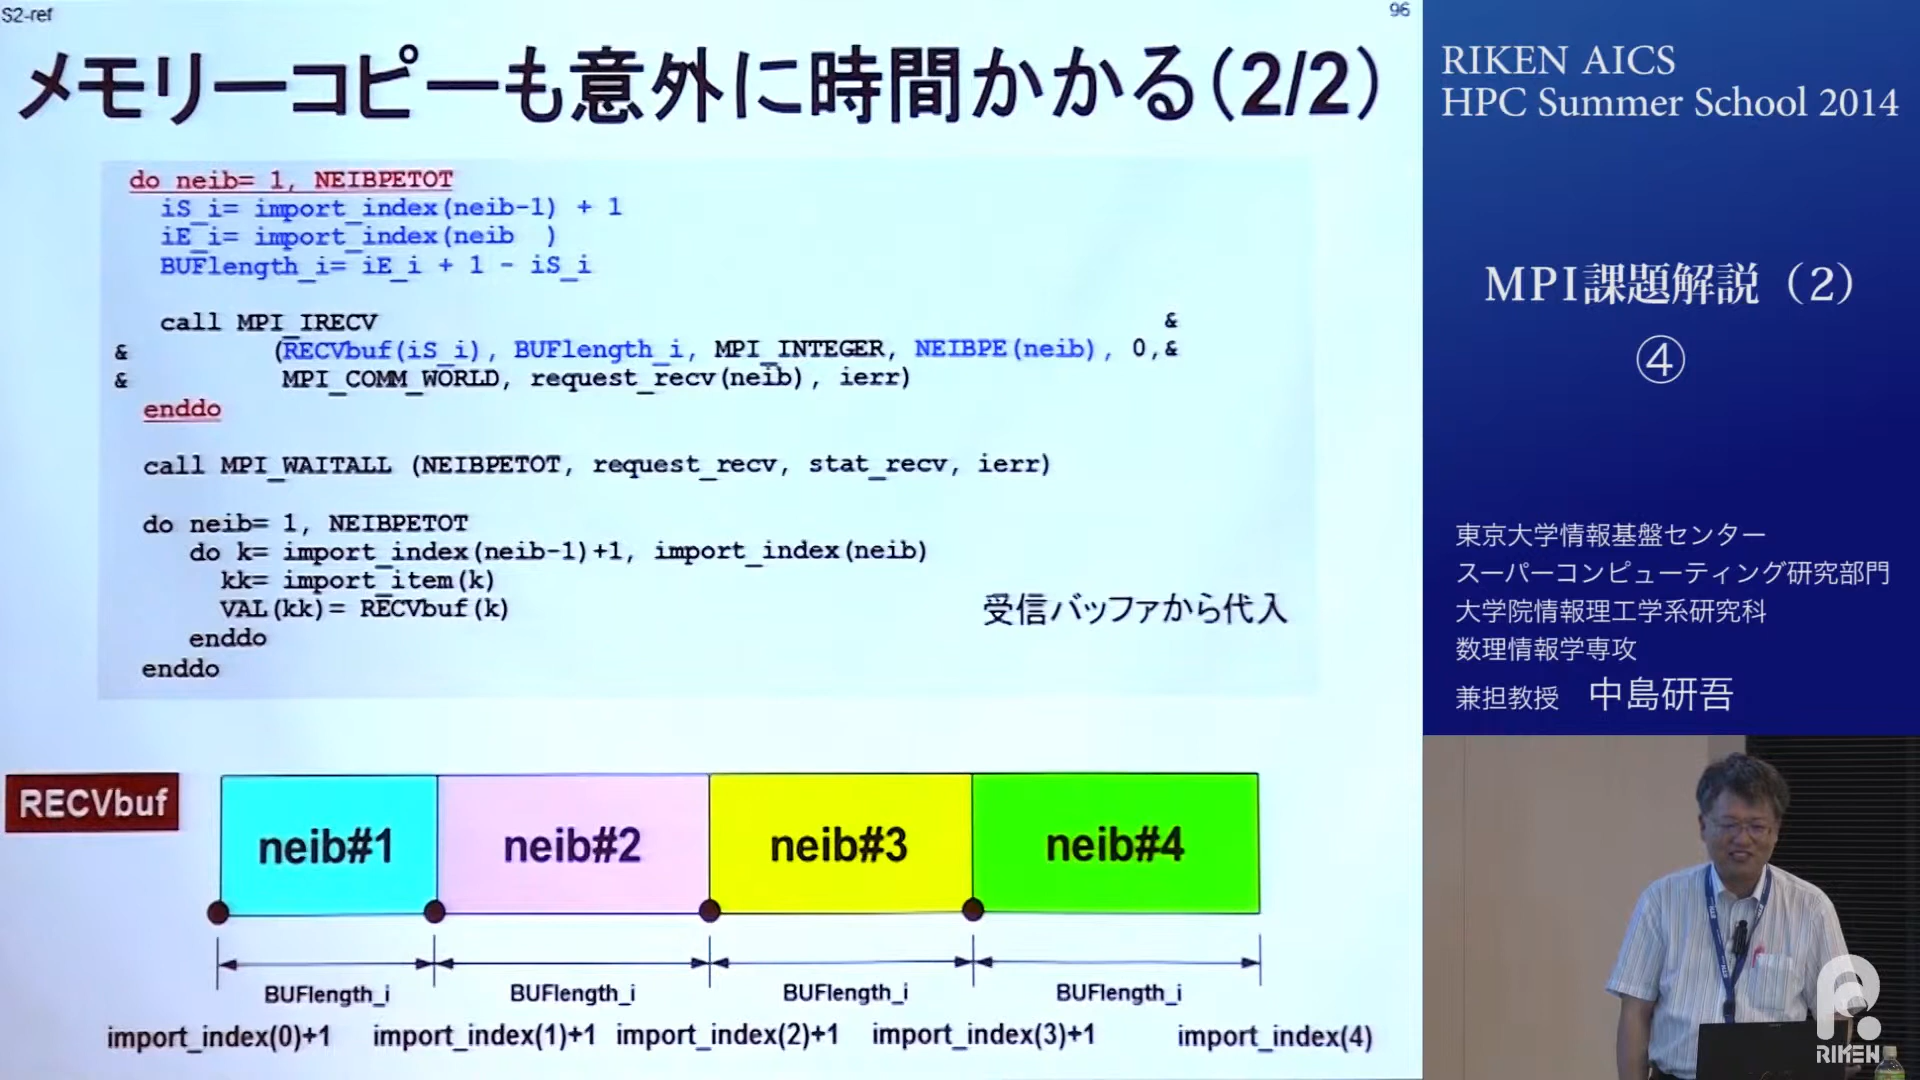 S2-ref
96
メモリーコピーも意外に時間かかる(2/2)
do neib= 1, NEIBPETOT
iS_i= import_index(neib-1) + 1
iE_i= import_index(neib  )
BUFlength_i= iE_i + 1 - iS_i
call MPI_IRECV &
& (RECVbuf(iS_i), BUFlength_i, MPI_INTEGER, NEIBPE(neib), 0,&
& MPI_COMM_WORLD, request_recv(neib), ierr)
enddo
call MPI_WAITALL (NEIBPETOT, request_recv, stat_recv, ierr)
do neib= 1, NEIBPETOT
do k= import_index(neib-1)+1, import_index(neib)
kk= import_item(k)
VAL(kk)= RECVbuf(k)
enddo
enddo
受信バッファから代入
RECVbuf
neib#1 neib#2 neib#3 neib#4
BUFlength_i BUFlength_i BUFlength_i BUFlength_i
import_index(0)+1 import_index(1)+1 import_index(2)+1 import_index(3)+1 import_index(4)
RIKEN AICS
HPC Summer School 2014
MPI課題解説（2）
④
東京大学情報基盤センター
スーパーコンピューティング研究部門
大学院情報理工学系研究科
数理情報学専攻
兼担教授 中島研吾
RIKEN